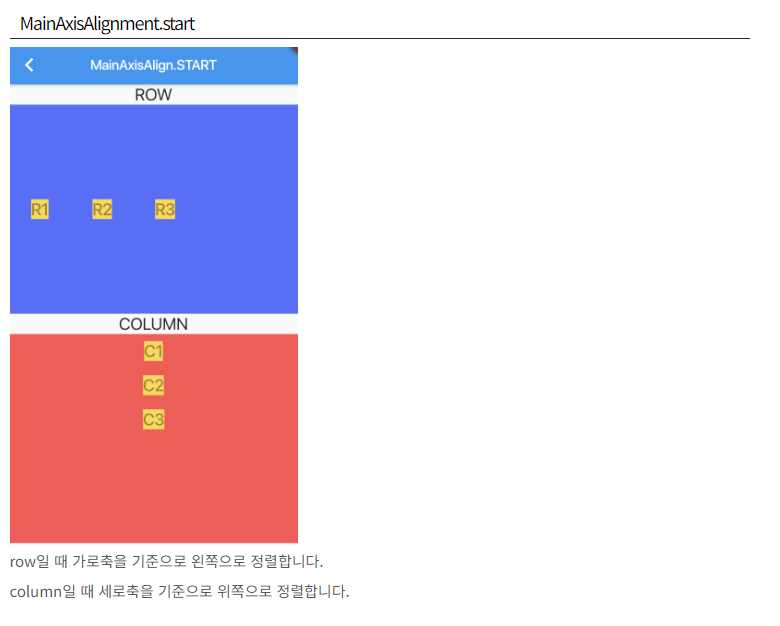 MainAxisAlignment.start
MainAxisAlign.START
ROW
R1 R2 R3
COLUMN
C1
C2
C3
row일 때 가로축을 기준으로 왼쪽으로 정렬합니다.
column일 때 세로축을 기준으로 위쪽으로 정렬합니다.